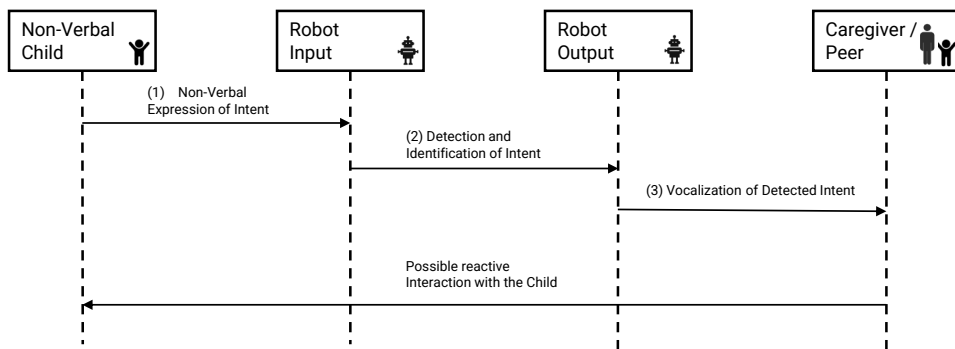 Non-Verbal
Child
Robot
Input
Robot
Output
Caregiver /
Peer
(1) Non-Verbal
Expression of Intent
(2) Detection and
Identification of Intent
(3) Vocalization of Detected Intent
Possible reactive
Interaction with the Child